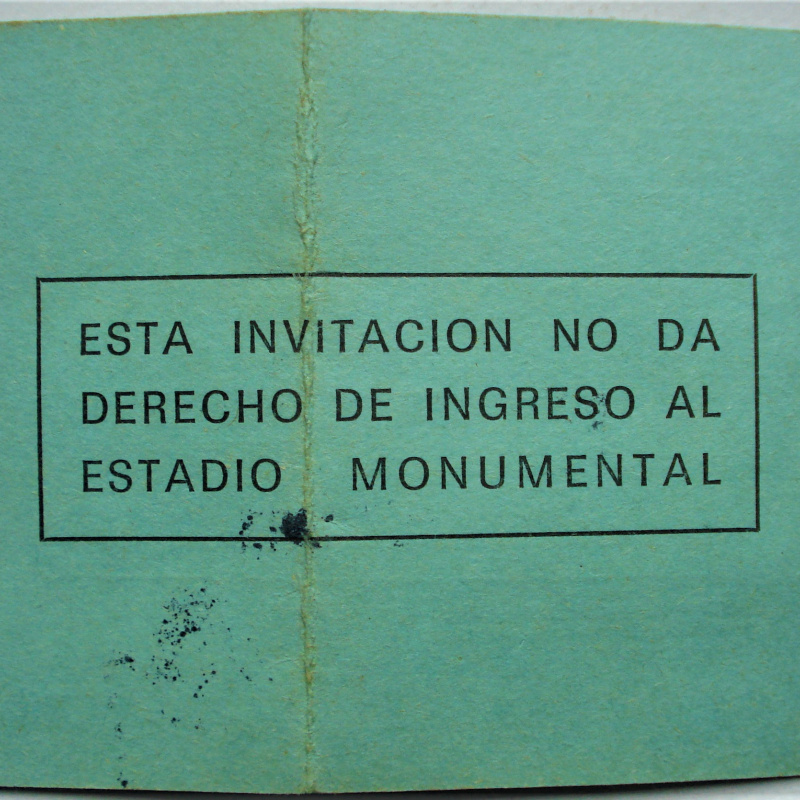 ESTA INVITACION NO DA
DERECHO DE INGRESO AL
ESTADIO MONUMENTAL